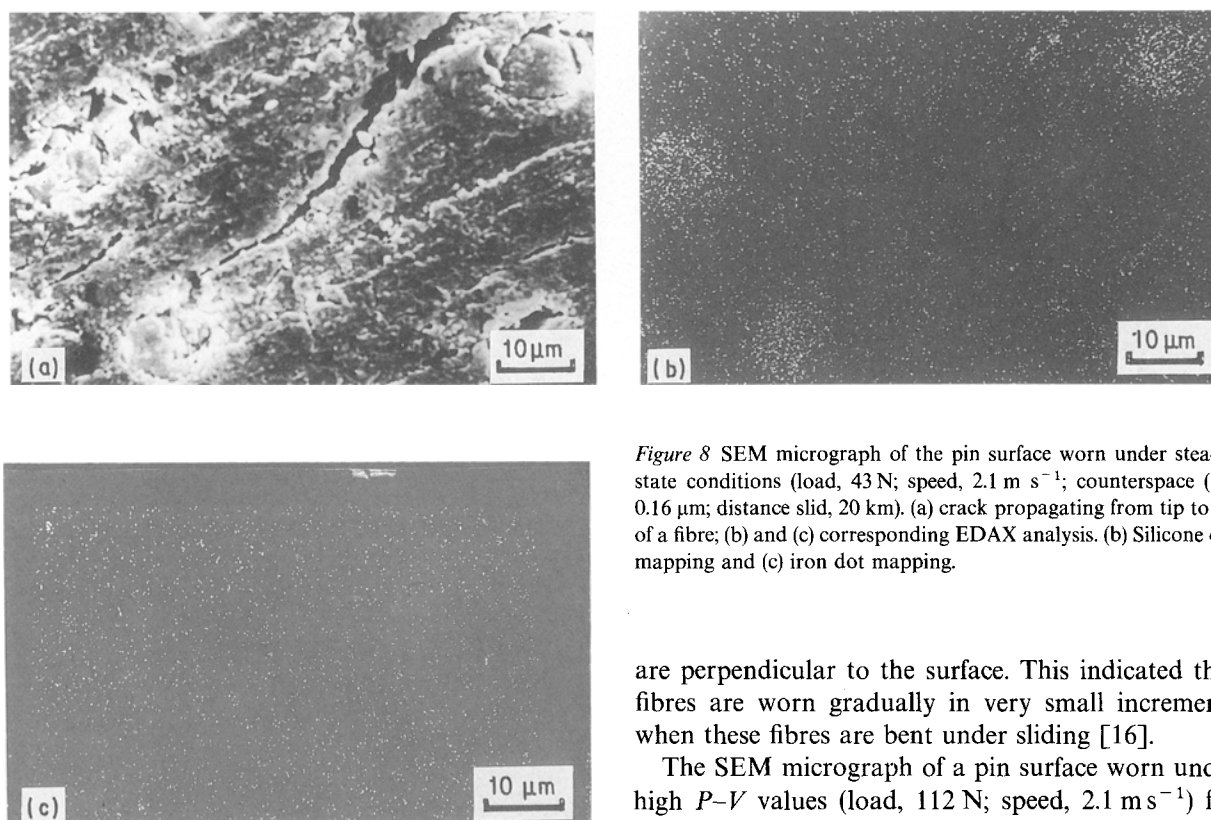 10 µm
(a)
10 µm
(b)
Figure 8 SEM micrograph of the pin surface worn under stea-
state conditions (load, 43 N; speed, 2.1 m s⁻¹; counterspace (
0.16 µm; distance slid, 20 km). (a) crack propagating from tip to
of a fibre; (b) and (c) corresponding EDAX analysis. (b) Silicone
mapping and (c) iron dot mapping.
10 µm
(c)
are perpendicular to the surface. This indicated th
fibres are worn gradually in very small incremen
when these fibres are bent under sliding [16].
The SEM micrograph of a pin surface worn und
high P–V values (load, 112 N; speed, 2.1 m s⁻¹) f